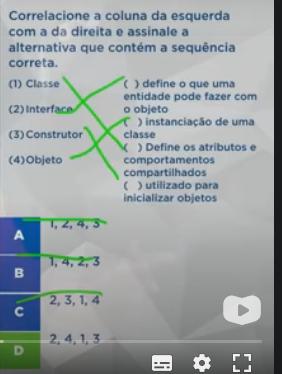 Correlacione a coluna da esquerda
com a da direita e assinale a
alternativa que contém a sequência
correta.
(1) Classe
(2) Interface
(3) Construtor
(4) Objeto
( ) define o que uma
entidade pode fazer com
o objeto
( ) instanciação de uma
classe
( ) Define os atributos e
comportamentos
compartilhados
( ) utilizado para
inicializar objetos
A 1, 2, 4, 3
B 1, 4, 2, 3
C 2, 3, 1, 4
D 2, 4, 1, 3